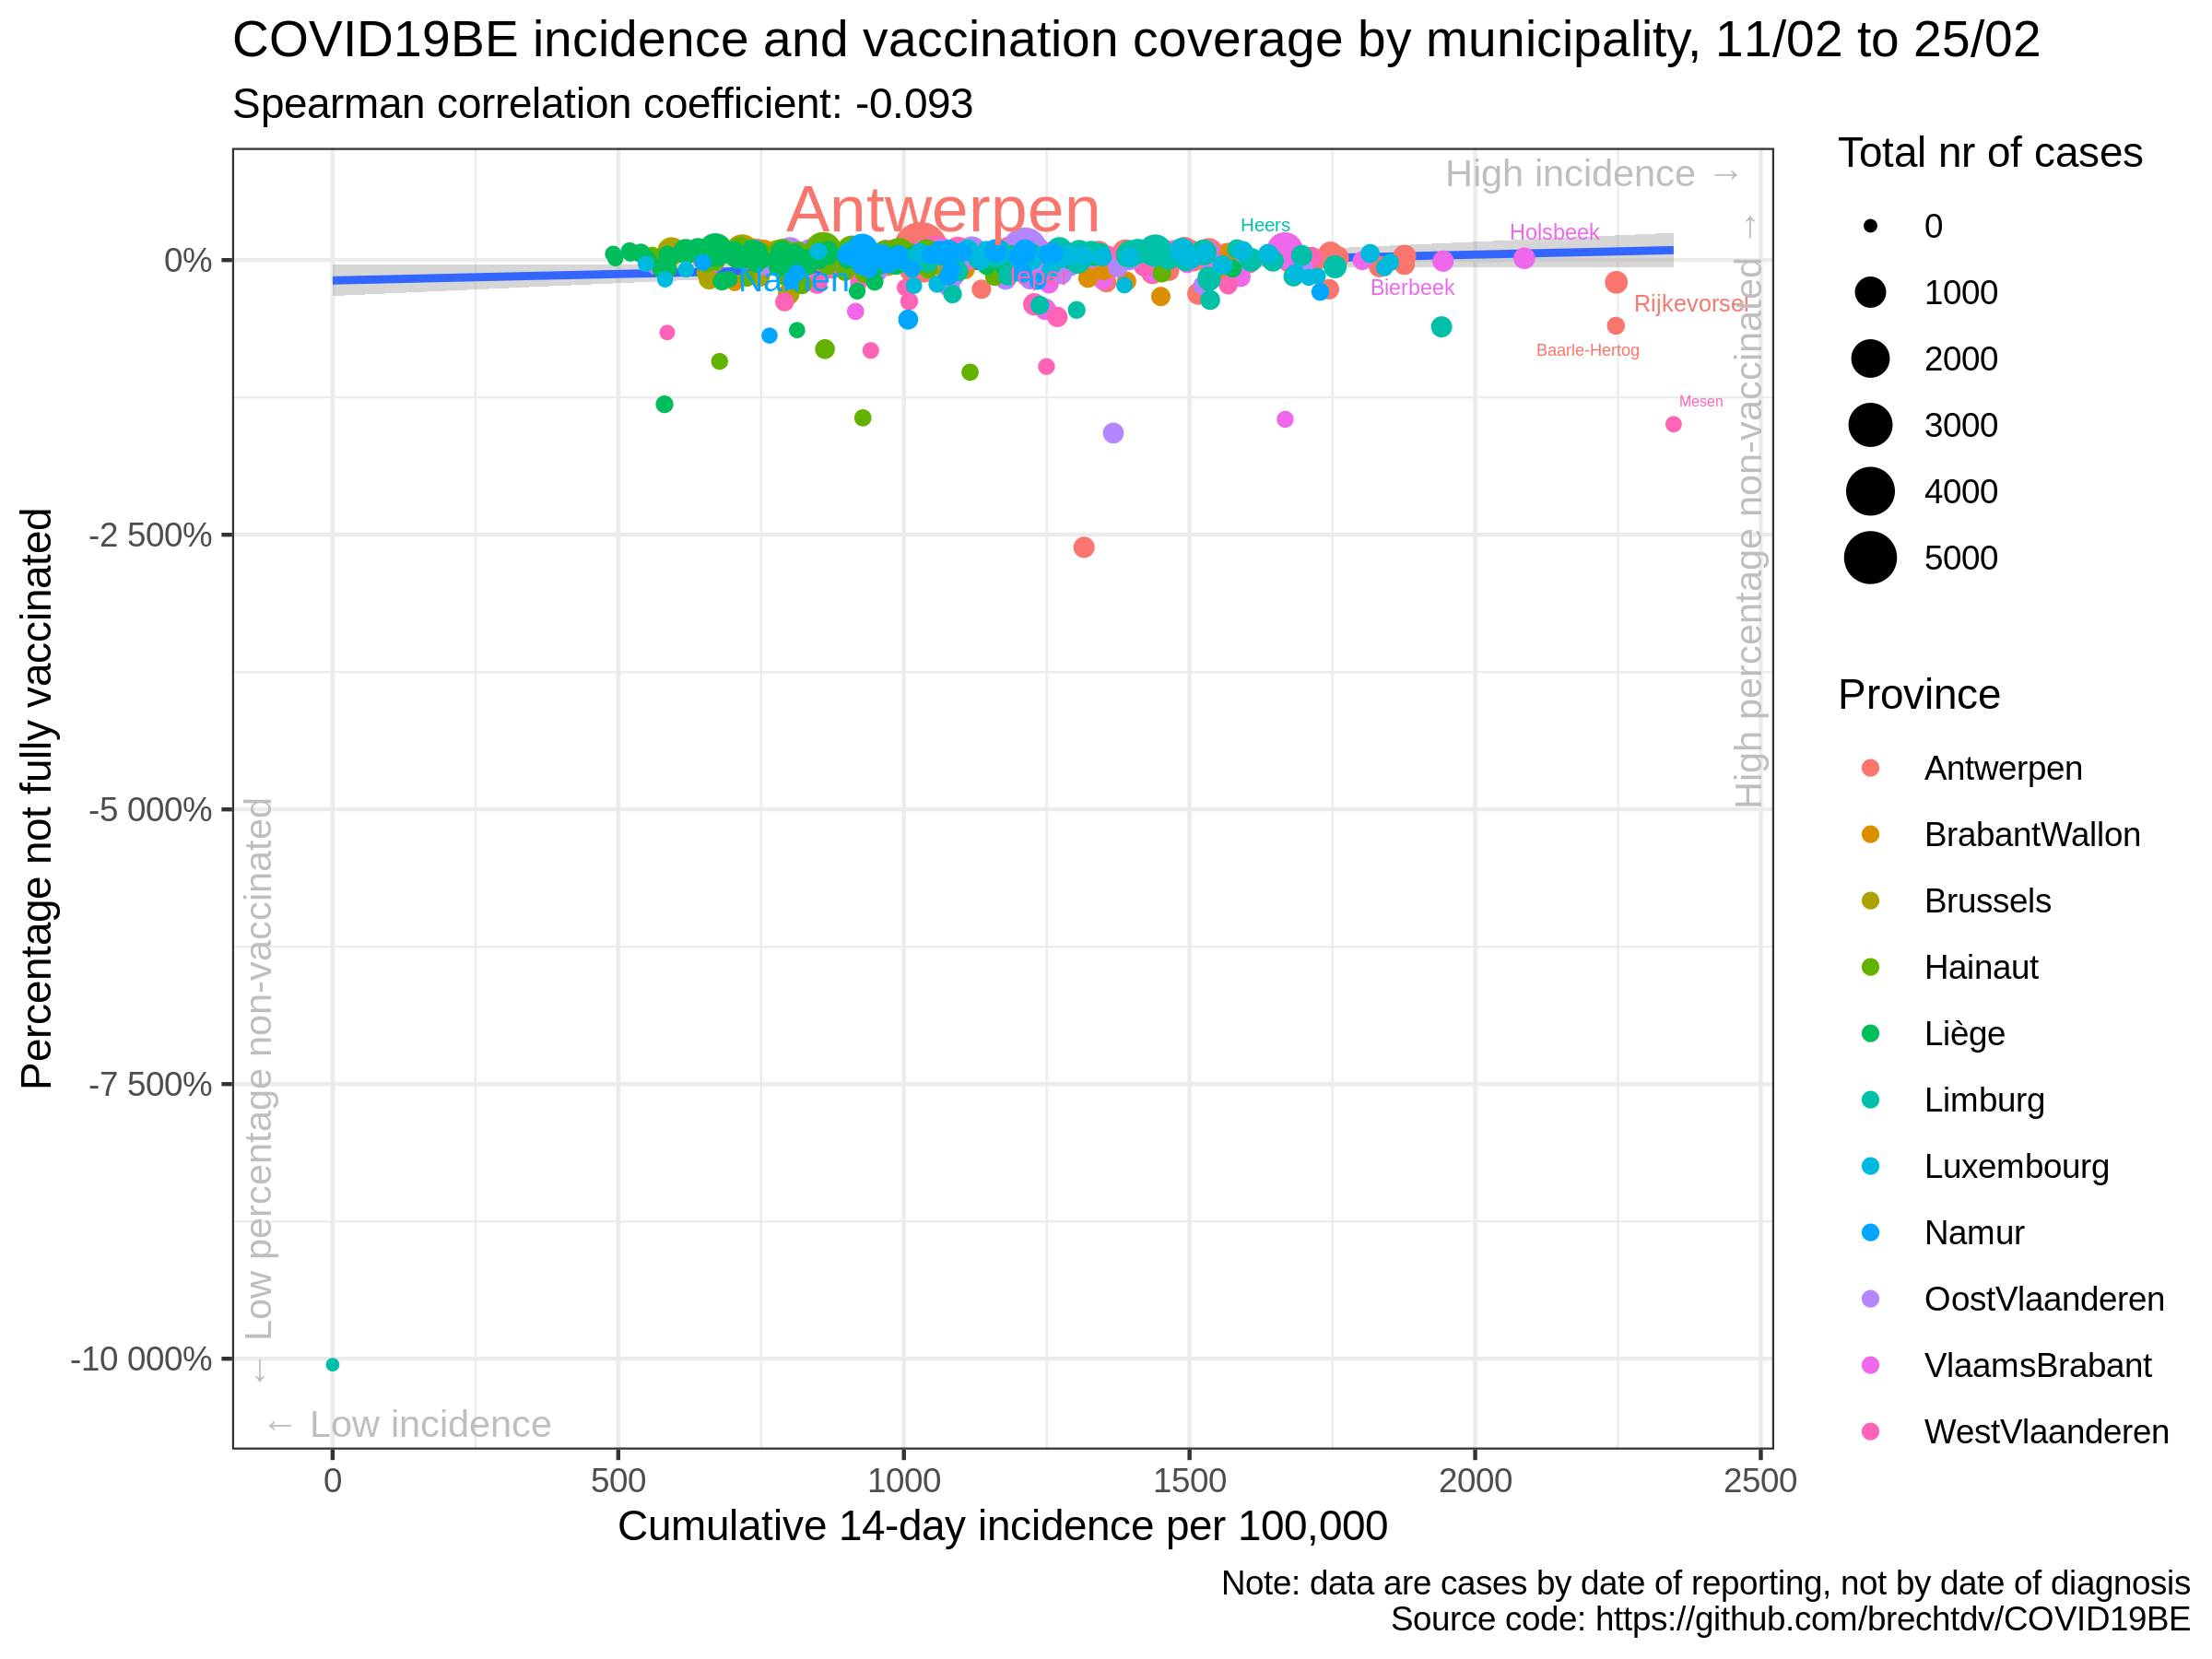 COVID19BE incidence and vaccination coverage by municipality, 11/02 to 25/02
Spearman correlation coefficient: -0.093
High incidence →
High percentage non-vaccinated →
Antwerpen
Heers
Holsbeek
Bierbeek
Rijkevorsel
Baarle-Hertog
Mesen
Percentage not fully vaccinated
0%
-2 500%
-5 000%
-7 500%
-10 000%
← Low percentage non-vaccinated
← Low incidence
0
500
1000
1500
2000
2500
Cumulative 14-day incidence per 100,000
Total nr of cases
0
1000
2000
3000
4000
5000
Province
Antwerpen
BrabantWallon
Brussels
Hainaut
Liège
Limburg
Luxembourg
Namur
OostVlaanderen
VlaamsBrabant
WestVlaanderen
Note: data are cases by date of reporting, not by date of diagnosis
Source code: https://github.com/brechtdv/COVID19BE